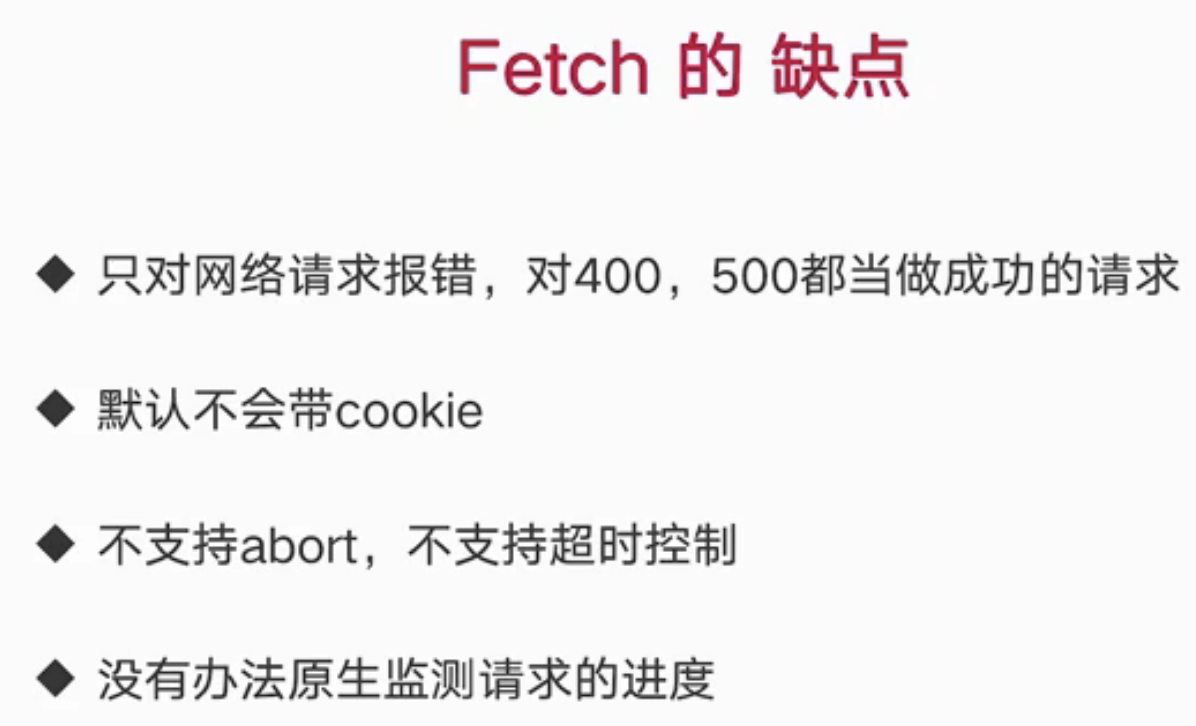 Fetch 的 缺点
◆ 只对网络请求报错，对400，500都当做成功的请求
◆ 默认不会带cookie
◆ 不支持abort，不支持超时控制
◆ 没有办法原生监测请求的进度